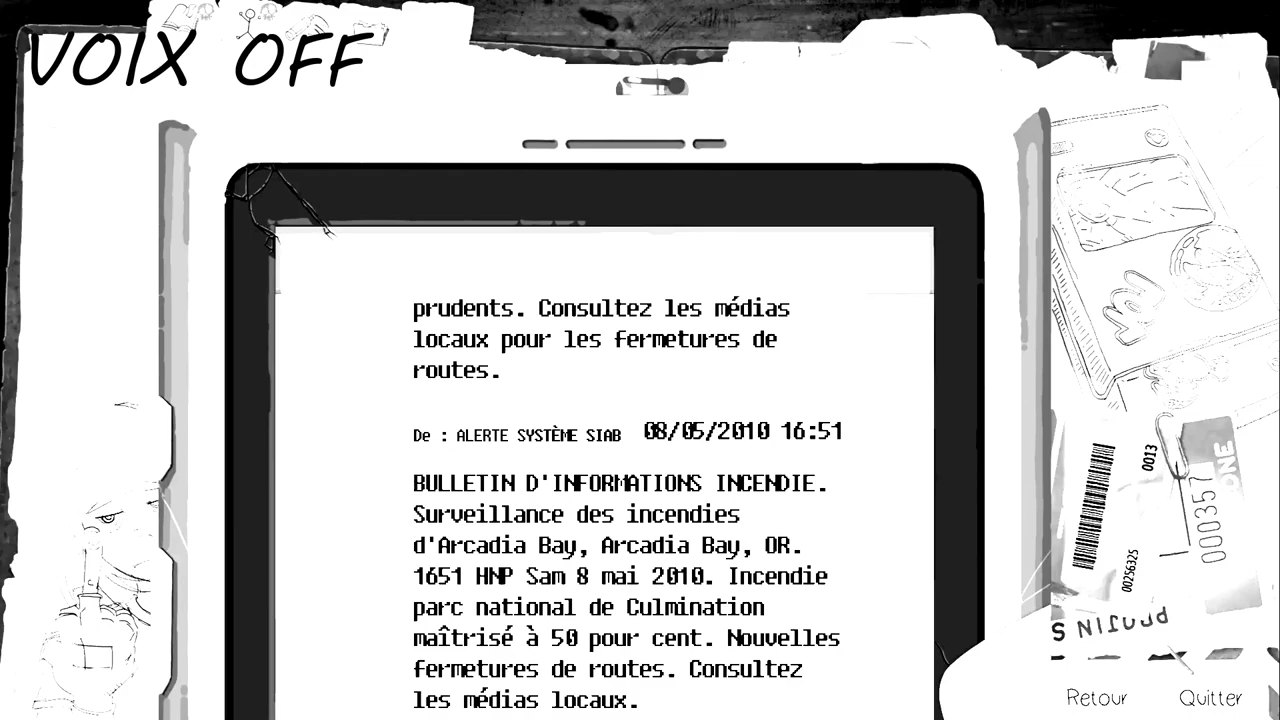 VOIX OFF
prudents. Consultez les médias
locaux pour les fermetures de
routes.
De : ALERTE SYSTÈME SIAB 08/05/2010 16:51
BULLETIN D'INFORMATIONS INCENDIE.
Surveillance des incendies
d'Arcadia Bay, Arcadia Bay, OR.
1651 HNP Sam 8 mai 2010. Incendie
parc national de Culmination
maîtrisé à 50 pour cent. Nouvelles
fermetures de routes. Consultez
les médias locaux.
0013
ONE
000357
00256325
Retour Quitter